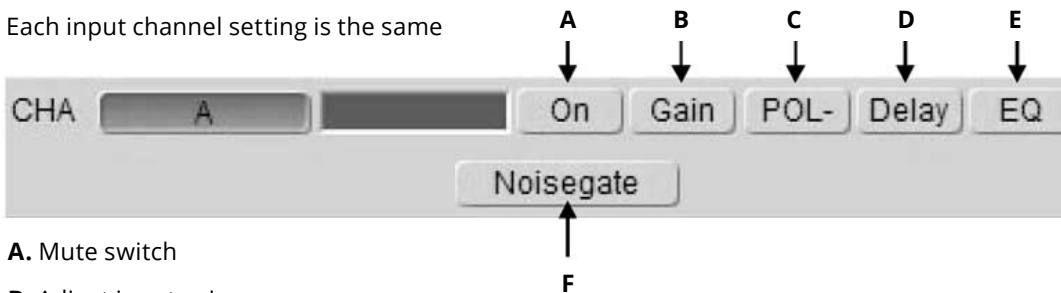 Each input channel setting is the same
A B C D E
CHA A On Gain POL- Delay EQ
Noisegate
A. Mute switch
F